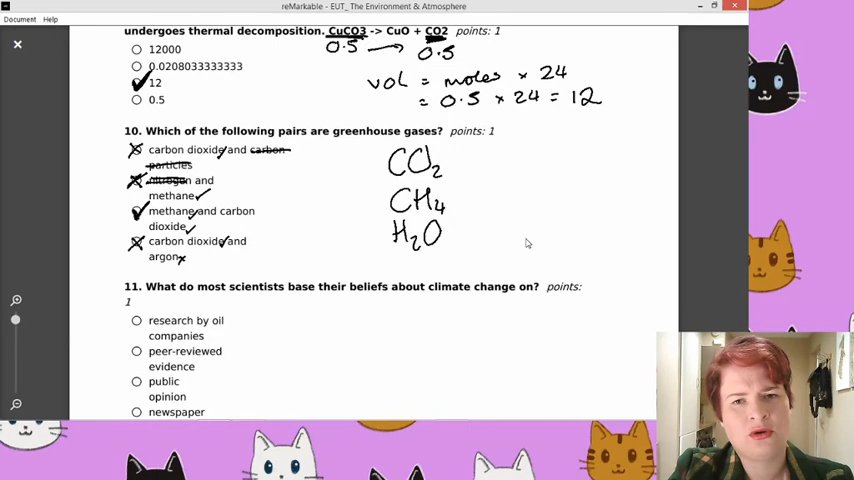 reMarkable - EUT_ The Environment & Atmosphere
Document Help
undergoes thermal decomposition. CuCO3 -> CuO + CO2 points: 1
0.5 → 0.5
12000
0.0208033333333
12
0.5
vol = moles × 24
= 0.5 × 24 = 12
10. Which of the following pairs are greenhouse gases? points: 1
carbon dioxide and carbon
particles
nitrogen and
methane
methane and carbon
dioxide
carbon dioxide and
argon
CO2
CH4
H2O
11. What do most scientists base their beliefs about climate change on? points:
1
research by oil
companies
peer-reviewed
evidence
public
opinion
newspaper